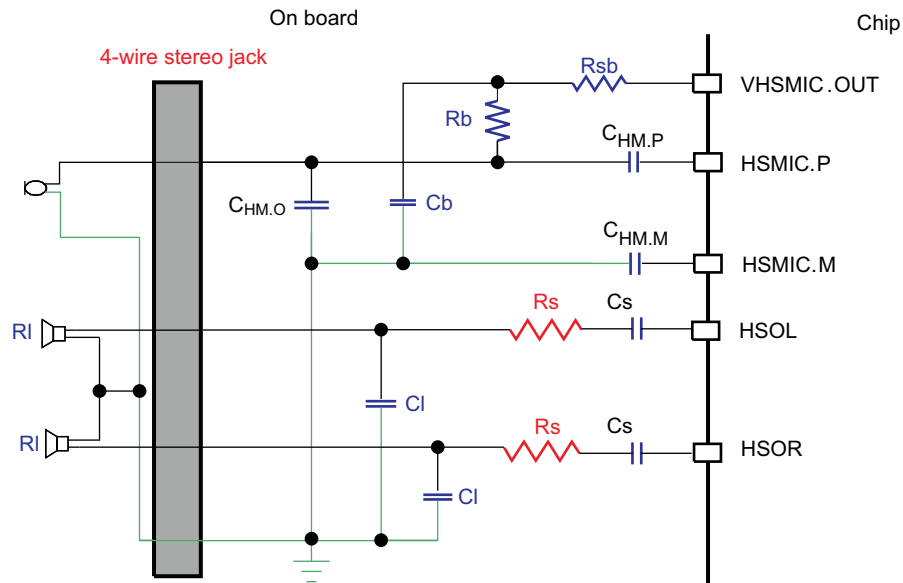 On board
Chip
4-wire stereo jack
Rsb
VHSMIC.OUT
Rb
CHM.P
HSMIC.P
CHM.O
Cb
CHM.M
HSMIC.M
Rl
Rs
Cs
HSOL
Cl
Rl
Rs
Cs
HSOR
Cl